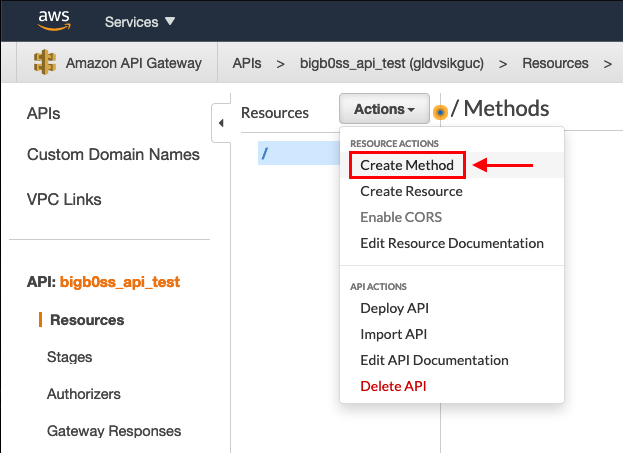 aws
Services
Amazon API Gateway
APIs > bigb0ss_api_test (gldvsikguc) > Resources >
APIs
Custom Domain Names
VPC Links
API: bigb0ss_api_test
Resources
Stages
Authorizers
Gateway Responses
Resources
Actions
/ Methods
/
RESOURCE ACTIONS
Create Method
Create Resource
Enable CORS
Edit Resource Documentation
API ACTIONS
Deploy API
Import API
Edit API Documentation
Delete API